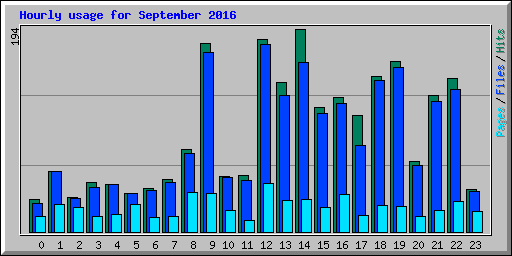 Hourly usage for September 2016
194
Pages / Files / Hits
0 1 2 3 4 5 6 7 8 9 10 11 12 13 14 15 16 17 18 19 20 21 22 23